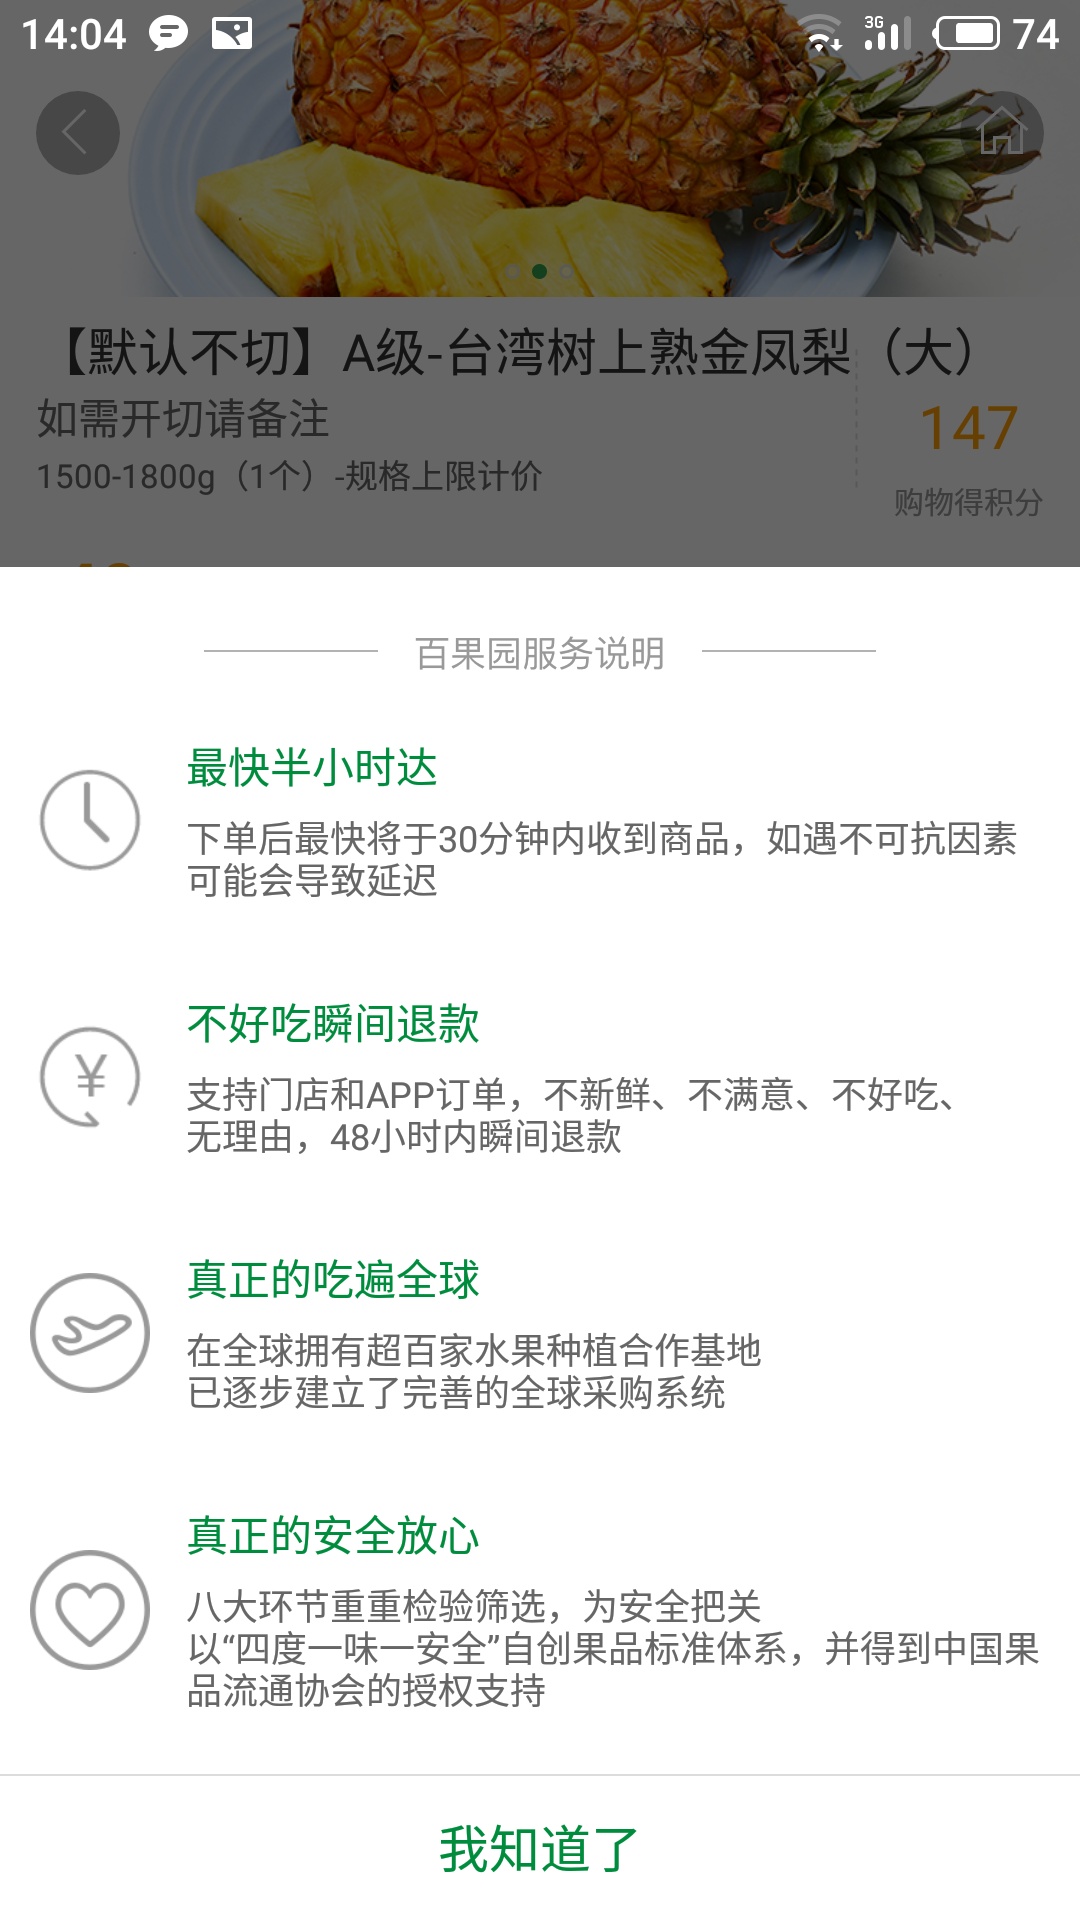 14:04
3G
74
【默认不切】A级-台湾树上熟金凤梨（大）
如需开切请备注
1500-1800g（1个）-规格上限计价
147
购物得积分
百果园服务说明
最快半小时达
下单后最快将于30分钟内收到商品，如遇不可抗因素
可能会导致延迟
不好吃瞬间退款
支持门店和APP订单，不新鲜、不满意、不好吃、
无理由，48小时内瞬间退款
真正的吃遍全球
在全球拥有超百家水果种植合作基地
已逐步建立了完善的全球采购系统
真正的安全放心
八大环节重重检验筛选，为安全把关
以“四度一味一安全”自创果品标准体系，并得到中国果
品流通协会的授权支持
我知道了